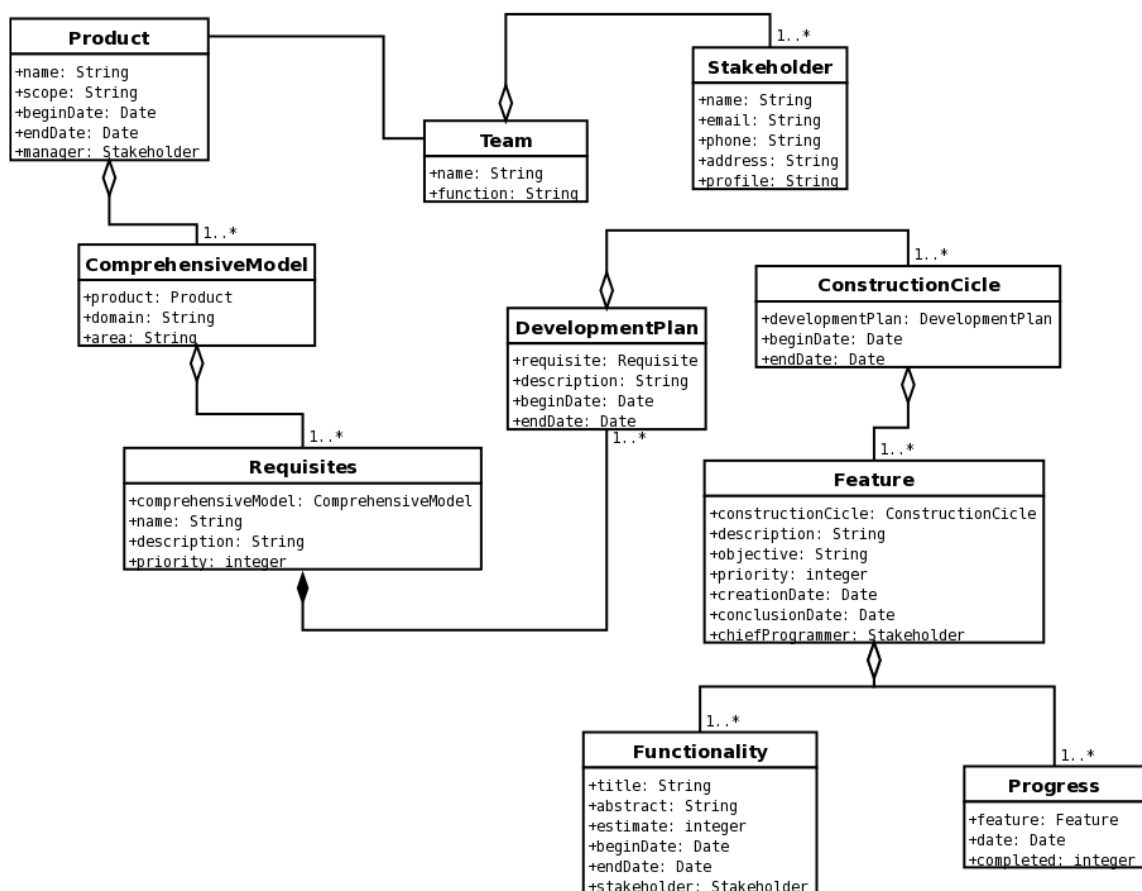 Product
+name: String
+scope: String
+beginDate: Date
+endDate: Date
+manager: Stakeholder
1..*
Stakeholder
+name: String
+email: String
+phone: String
+address: String
+profile: String
Team
+name: String
+function: String
1..*
ComprehensiveModel
+product: Product
+domain: String
+area: String
1..*
ConstructionCicle
+developmentPlan: DevelopmentPlan
+beginDate: Date
+endDate: Date
DevelopmentPlan
+requisite: Requisite
+description: String
+beginDate: Date
+endDate: Date
1..*
1..*
Requisites
+comprehensiveModel: ComprehensiveModel
+name: String
+description: String
+priority: integer
1..*
Feature
+constructionCicle: ConstructionCicle
+description: String
+objective: String
+priority: integer
+creationDate: Date
+conclusionDate: Date
+chiefProgrammer: Stakeholder
1..*
Functionality
+title: String
+abstract: String
+estimate: integer
+beginDate: Date
+endDate: Date
+stakeholder: Stakeholder
1..*
Progress
+feature: Feature
+date: Date
+completed: integer